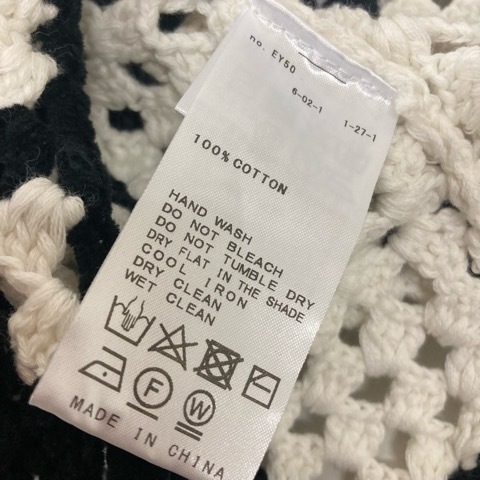 no. EY50
6-02-1 1-27-1
100% COTTON
HAND WASH
DO NOT BLEACH
DO NOT TUMBLE DRY
DRY FLAT IN THE SHADE
COOL IRON
DRY CLEAN
WET CLEAN
F W
MADE IN CHINA